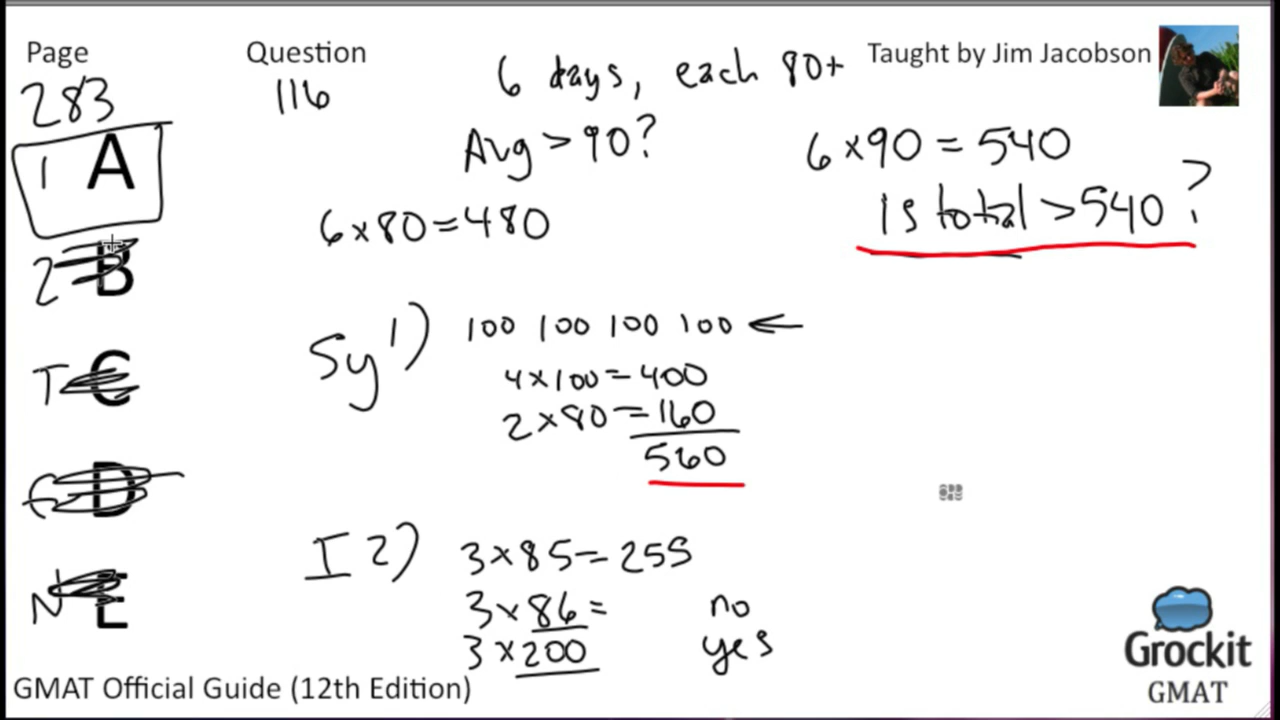 Page
Question
Taught by Jim Jacobson
283
116
6 days, each 80+
Avg > 90?
6 x 90 = 540
Is total > 540?
6 x 80 = 480
1 A
2 B
T C
D
N E
Sy 1)
100 100 100 100 ←
4 x 100 = 400
2 x 80 = 160
560
I 2)
3 x 85 = 255
3 x 86 = no
3 x 200 yes
GMAT Official Guide (12th Edition)
Grockit
GMAT